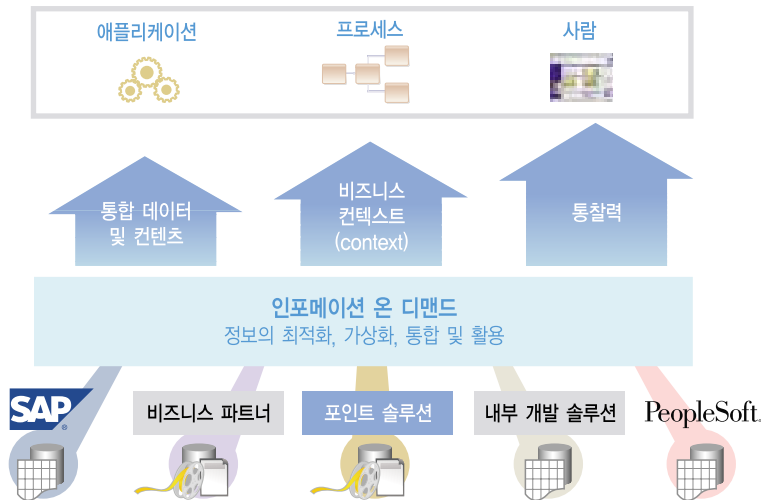 애플리케이션
프로세스
사람
통합 데이터
및 컨텐츠
비즈니스
컨텍스트
(context)
통찰력
인포메이션 온 디맨드
정보의 최적화, 가상화, 통합 및 활용
SAP®
비즈니스 파트너
포인트 솔루션
내부 개발 솔루션
PeopleSoft.